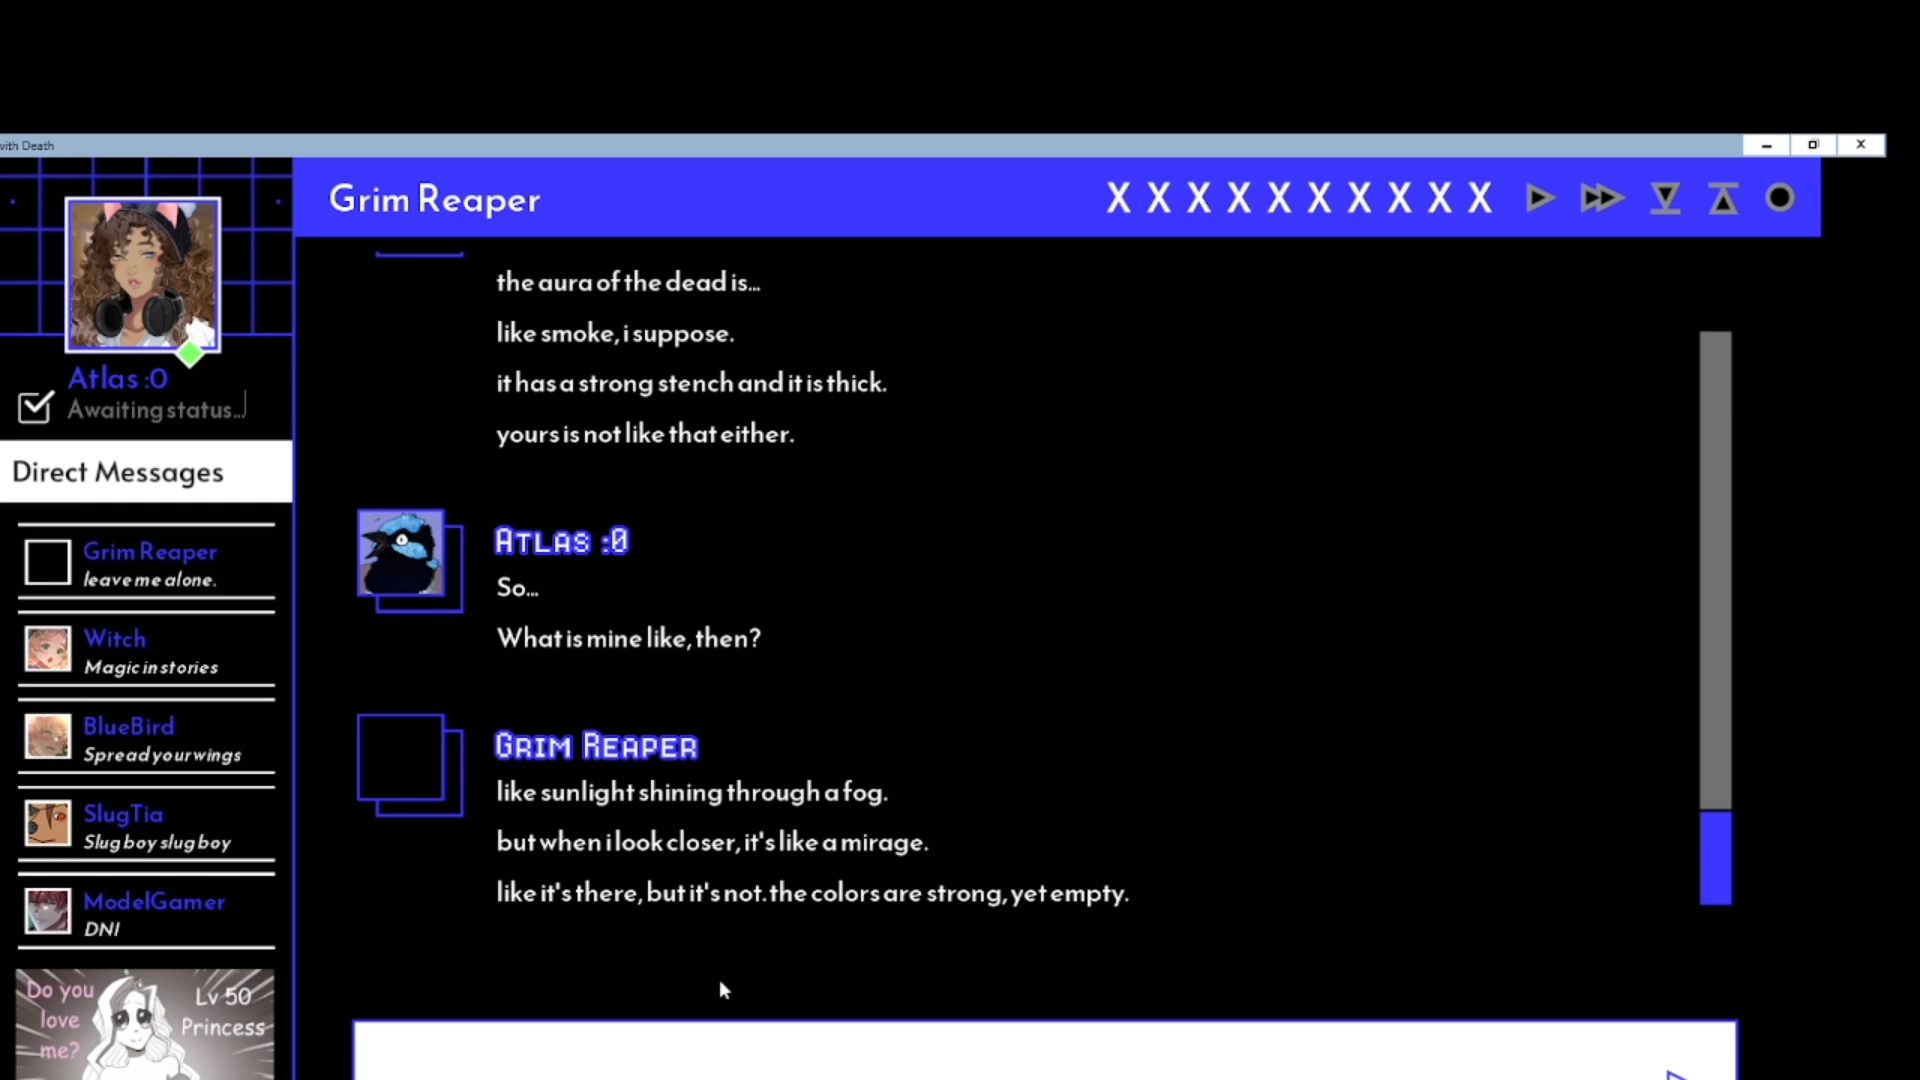 with Death
Grim Reaper
X X X X X X X X X X
Atlas :0
Awaiting status...
Direct Messages
Grim Reaper
leave me alone.
Witch
Magic in stories
BlueBird
Spread your wings
SlugTia
Slug boy slug boy
ModelGamer
DNI
Do you
love
me?
Lv 50
Princess
the aura of the dead is...
like smoke, i suppose.
it has a strong stench and it is thick.
yours is not like that either.
Atlas :0
So...
What is mine like, then?
Grim Reaper
like sunlight shining through a fog.
but when i look closer, it's like a mirage.
like it's there, but it's not. the colors are strong, yet empty.